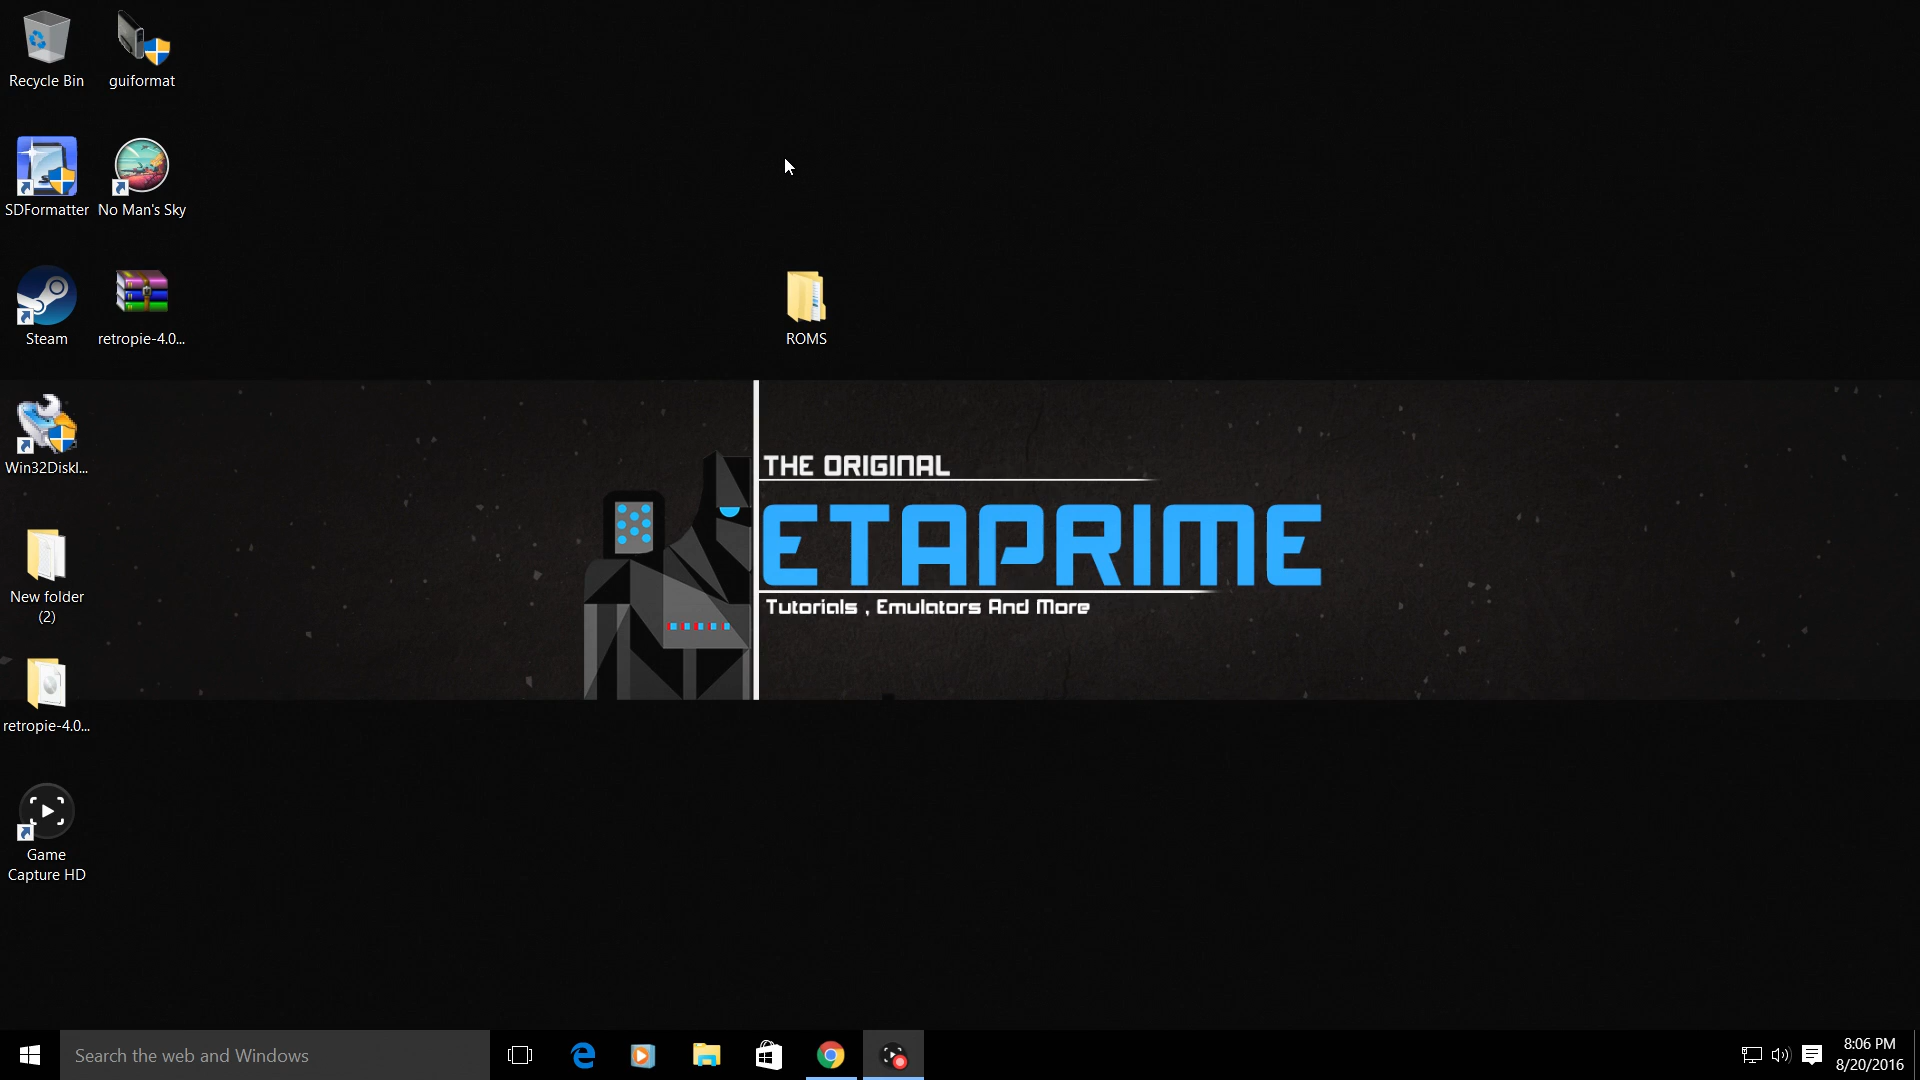 Recycle Bin
guiformat
SDFormatter
No Man's Sky
Steam
retropie-4.0...
ROMS
Win32DiskI...
New folder
(2)
retropie-4.0...
Game
Capture HD
THE ORIGINAL
ETAPRIME
Tutorials , Emulators And More
Search the web and Windows
8:06 PM
8/20/2016